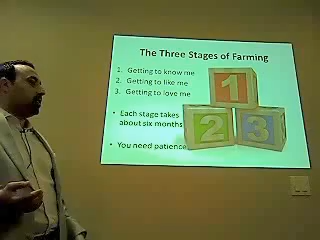 The Three Stages of Farming
1. Getting to know me
2. Getting to like me
3. Getting to love me
• Each stage takes
about six months
• You need patience
1
2
3